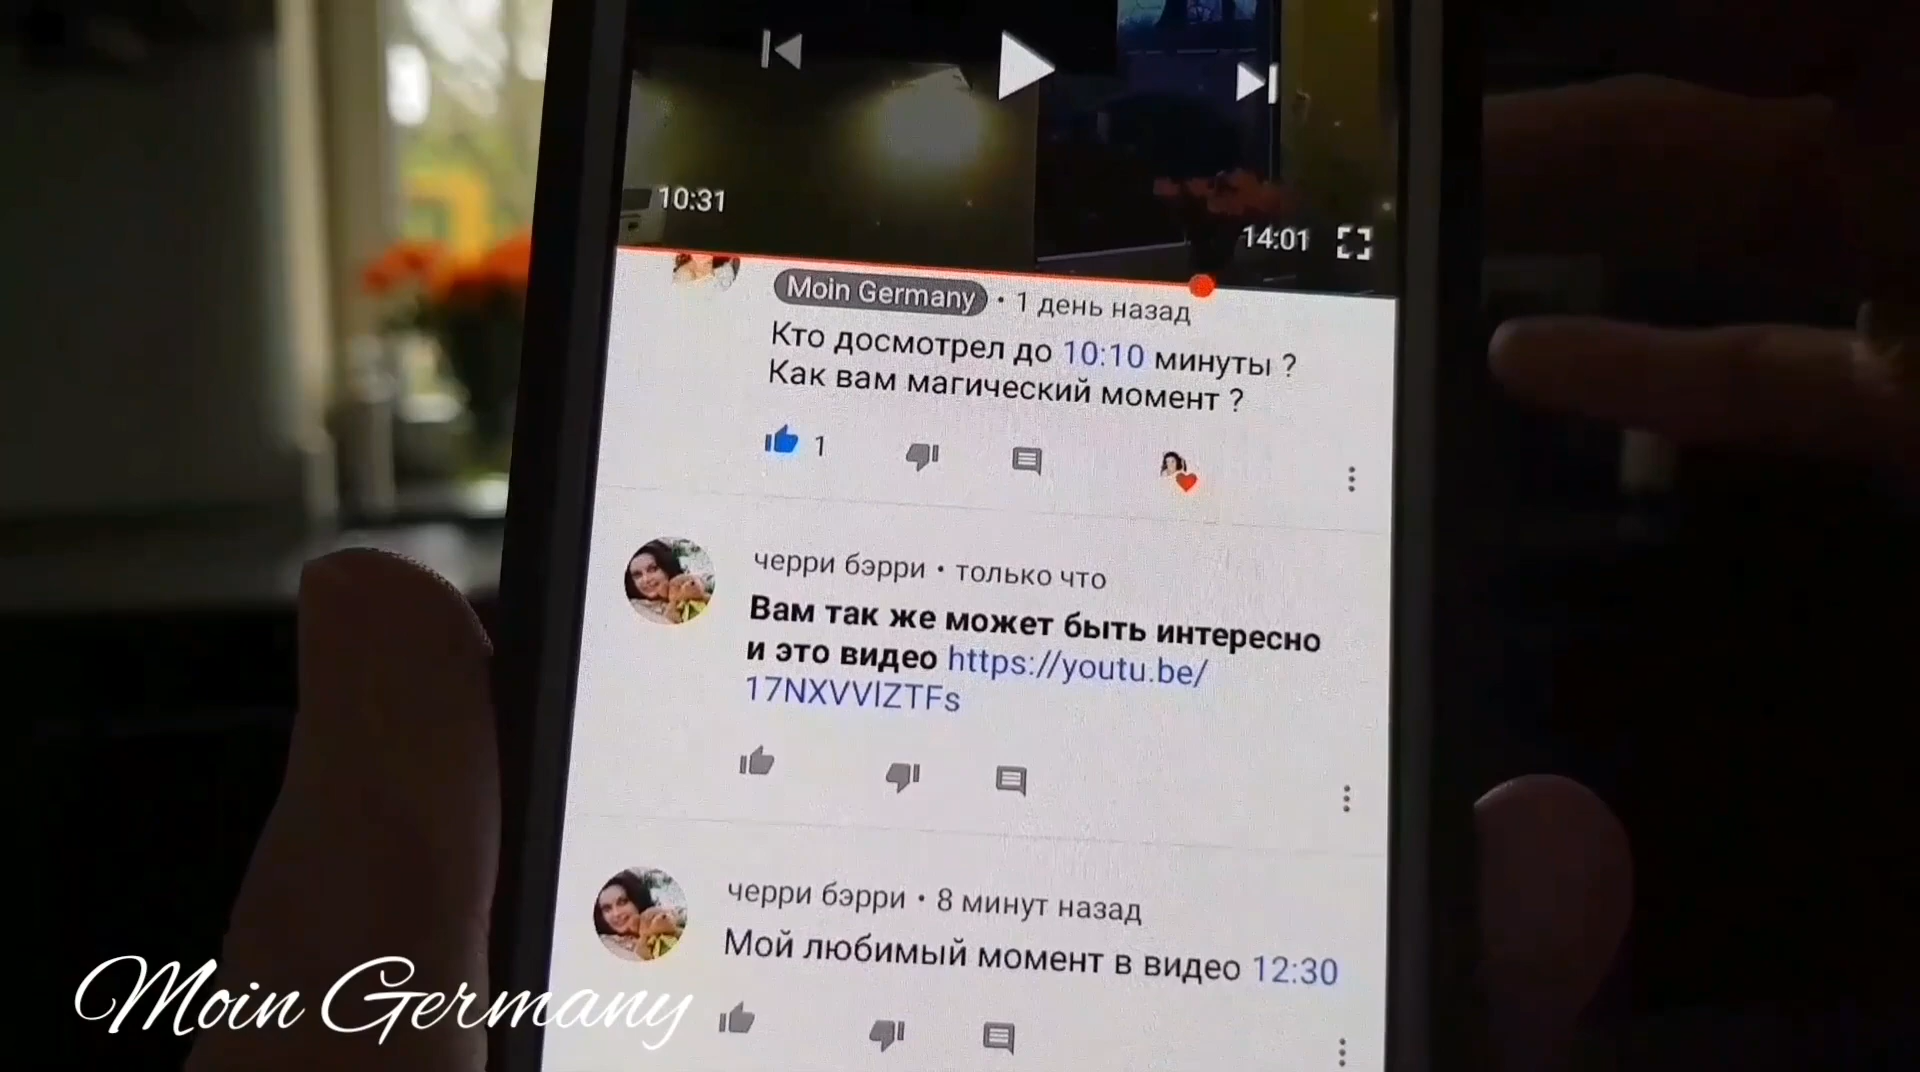 10:31
14:01
Moin Germany • 1 день назад
Кто досмотрел до 10:10 минуты ?
Как вам магический момент ?
1
черри бэрри • только что
Вам так же может быть интересно
и это видео https://youtu.be/
17NXVVIZTFs
черри бэрри • 8 минут назад
Мой любимый момент в видео 12:30
Moin Germany